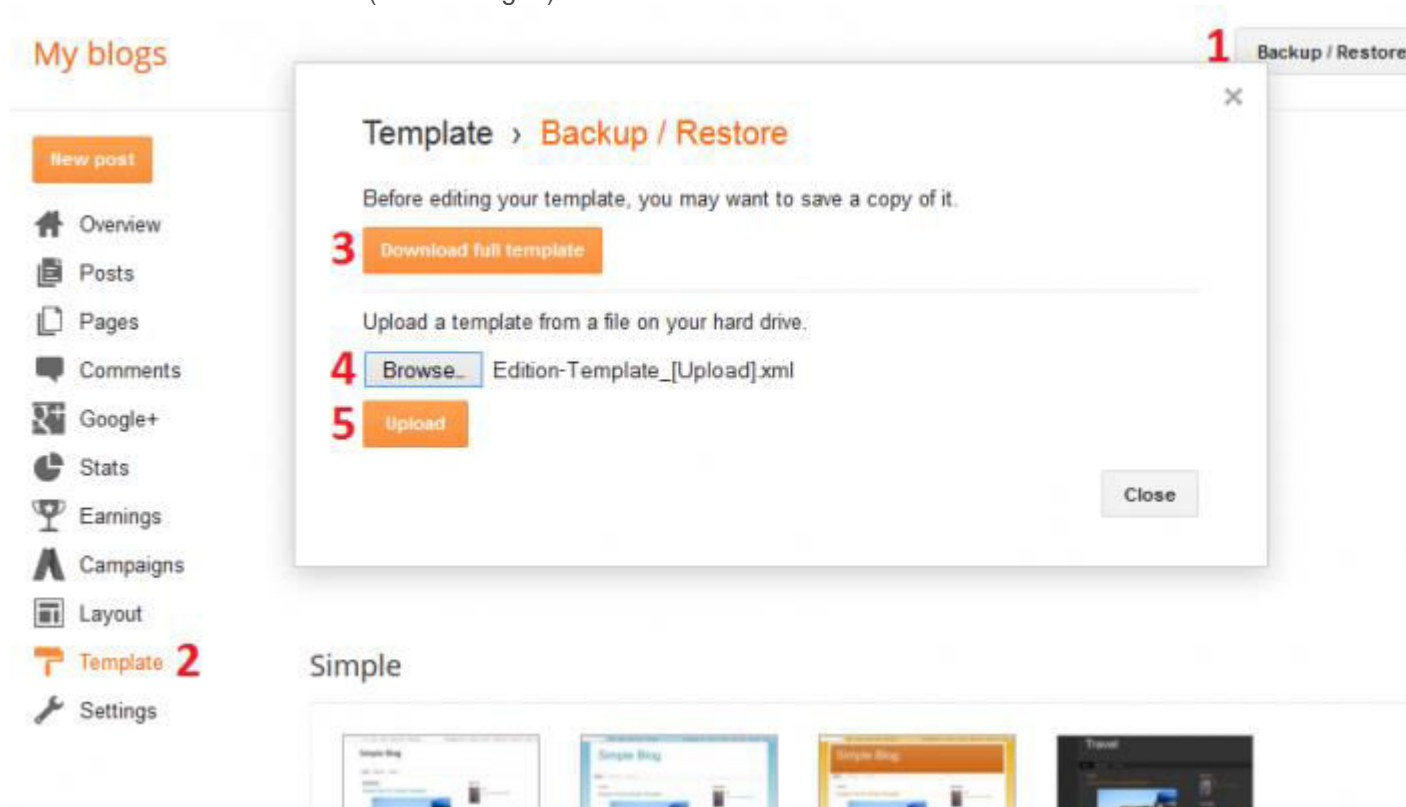 My blogs
1 Backup / Restore
Template › Backup / Restore
New post
Before editing your template, you may want to save a copy of it.
Overview
3 Download full template
Posts
Pages
Upload a template from a file on your hard drive.
Comments
4 Browse… Edition-Template_[Upload].xml
Google+
5 Upload
Stats
Close
Earnings
Campaigns
Layout
Template 2
Simple
Settings
Simple Blog
Simple Blog
Simple Blog
Travel